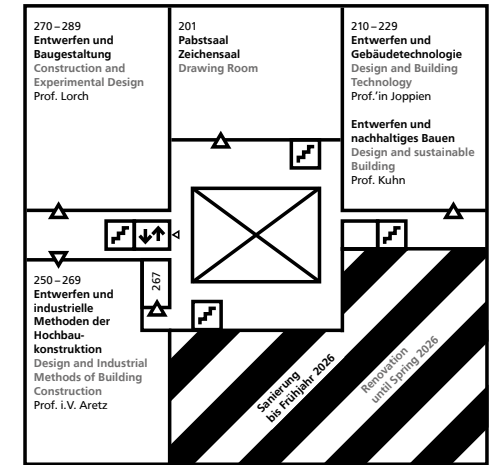 270 – 289
Entwerfen und
Baugestaltung
Construction and
Experimental Design
Prof. Lorch
201
Pabstsaal
Zeichensaal
Drawing Room
210 – 229
Entwerfen und
Gebäudetechnologie
Design and Building
Technology
Prof.’in Joppien
Entwerfen und
nachhaltiges Bauen
Design and sustainable
Building
Prof. Kuhn
267
250 – 269
Entwerfen und
industrielle
Methoden der
Hochbau-
konstruktion
Design and Industrial
Methods of Building
Construction
Prof. i.V. Aretz
Sanierung
bis Frühjahr 2026
Renovation
until Spring 2026